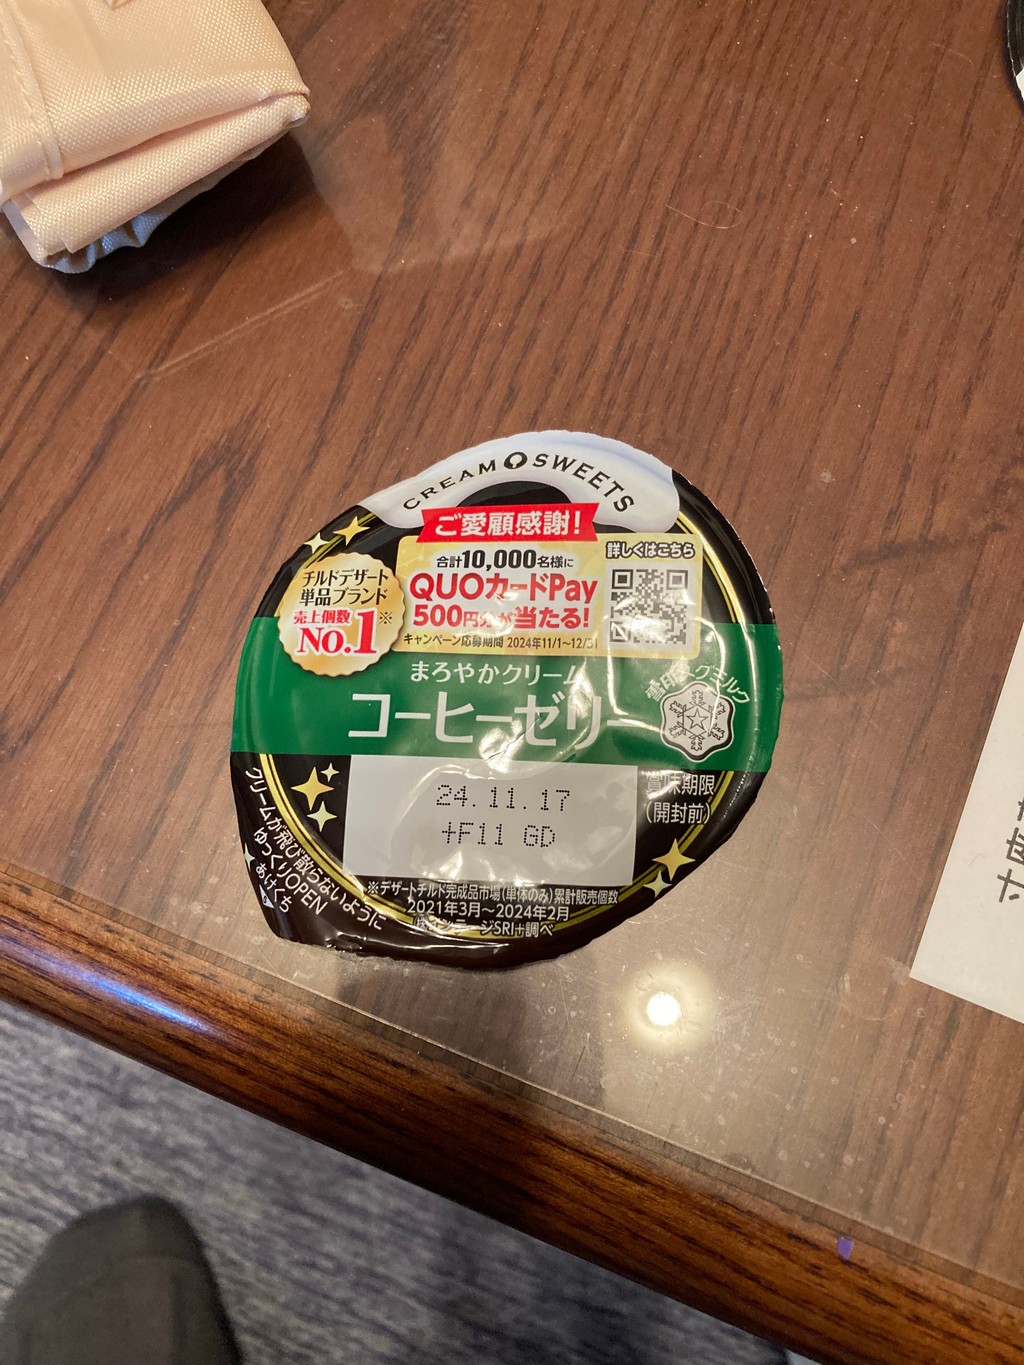 CREAM SWEETS
ご愛顧感謝!
合計10,000名様に
QUOカードPay
500円分が当たる!
キャンペーン応募期間 2024年11/1~12/31
詳しくはこちら
チルドデザート
単品ブランド
売上個数※
No.1
まろやかクリーム
コーヒーゼリー
雪印メグミルク
24.11.17
+F11 GD
賞味期限
(開封前)
クリームが飛び散らないように
ゆっくりOPEN
あけくち
※デザートチルド完成品市場(単体のみ)累計販売個数
2021年3月~2024年2月
㈱インテージSRI+調べ